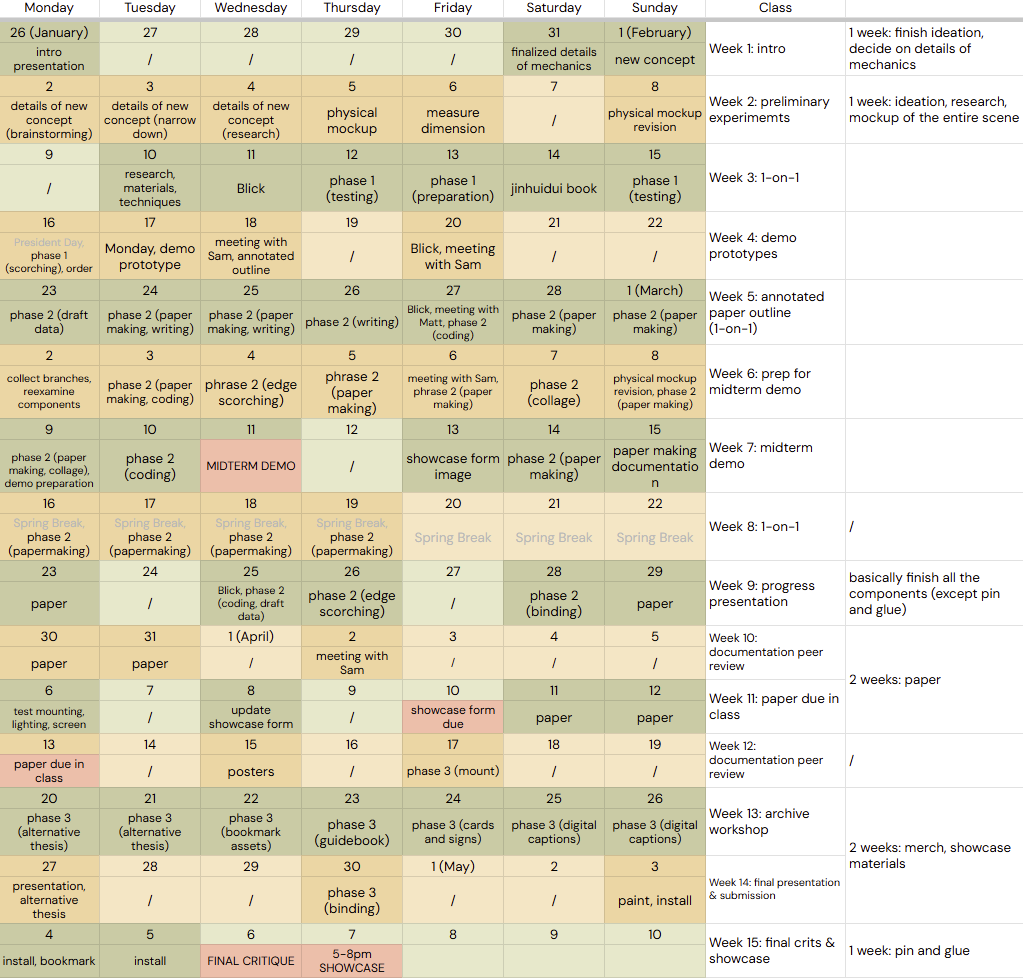 Monday Tuesday Wednesday Thursday Friday Saturday Sunday Class
26 (January) 27 28 29 30 31 1 (February)
intro presentation / / / / finalized details of mechanics new concept
Week 1: intro
1 week: finish ideation, decide on details of mechanics
2 3 4 5 6 7 8
details of new concept (brainstorming) details of new concept (narrow down) details of new concept (research) physical mockup measure dimension / physical mockup revision
Week 2: preliminary experimemts
1 week: ideation, research, mockup of the entire scene
9 10 11 12 13 14 15
/ research, materials, techniques Blick phase 1 (testing) phase 1 (preparation) jinhuidui book phase 1 (testing)
Week 3: 1-on-1
16 17 18 19 20 21 22
President Day, phase 1 (scorching), order Monday, demo prototype meeting with Sam, annotated outline / Blick, meeting with Sam / /
Week 4: demo prototypes
23 24 25 26 27 28 1 (March)
phase 2 (draft data) phase 2 (paper making, writing) phase 2 (paper making, writing) phase 2 (writing) Blick, meeting with Matt, phase 2 (coding) phase 2 (paper making) phase 2 (paper making)
Week 5: annotated paper outline (1-on-1)
2 3 4 5 6 7 8
collect branches, reexamine components phase 2 (paper making, coding) phrase 2 (edge scorching) phrase 2 (paper making) meeting with Sam, phrase 2 (paper making) phase 2 (collage) physical mockup revision, phase 2 (paper making)
Week 6: prep for midterm demo
9 10 11 12 13 14 15
phase 2 (paper making, collage), demo preparation phase 2 (coding) MIDTERM DEMO / showcase form image phase 2 (paper making) paper making documentatio n
Week 7: midterm demo
16 17 18 19 20 21 22
Spring Break, phase 2 (papermaking) Spring Break, phase 2 (papermaking) Spring Break, phase 2 (papermaking) Spring Break, phase 2 (papermaking) Spring Break Spring Break Spring Break
Week 8: 1-on-1
/
23 24 25 26 27 28 29
paper / Blick, phase 2 (coding, draft data) phase 2 (edge scorching) / phase 2 (binding) paper
Week 9: progress presentation
basically finish all the components (except pin and glue)
30 31 1 (April) 2 3 4 5
paper paper / meeting with Sam / / /
Week 10: documentation peer review
2 weeks: paper
6 7 8 9 10 11 12
test mounting, lighting, screen / update showcase form / showcase form due paper paper
Week 11: paper due in class
13 14 15 16 17 18 19
paper due in class / posters / phase 3 (mount) / /
Week 12: documentation peer review
/
20 21 22 23 24 25 26
phase 3 (alternative thesis) phase 3 (alternative thesis) phase 3 (bookmark assets) phase 3 (guidebook) phase 3 (cards and signs) phase 3 (digital captions) phase 3 (digital captions)
Week 13: archive workshop
2 weeks: merch, showcase materials
27 28 29 30 1 (May) 2 3
presentation, alternative thesis / / phase 3 (binding) / / paint, install
Week 14: final presentation & submission
4 5 6 7 8 9 10
install, bookmark install FINAL CRITIQUE 5-8pm SHOWCASE
Week 15: final crits & showcase
1 week: pin and glue